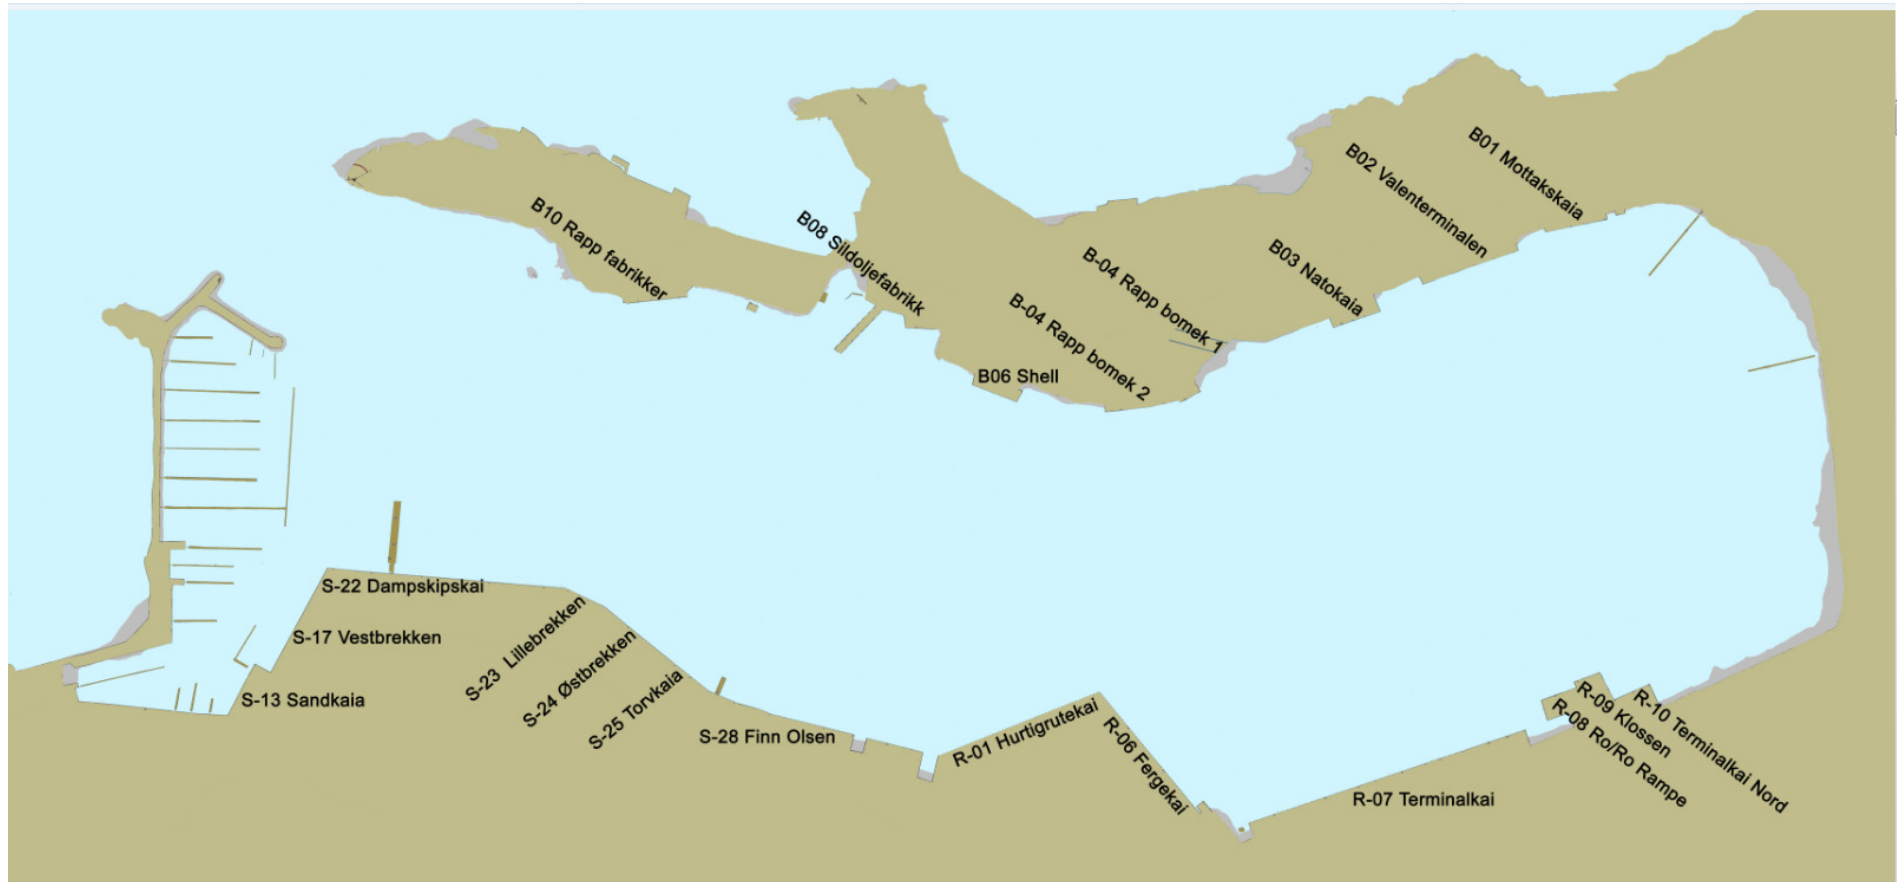 B01 Mottakskaia
B02 Valenterminalen
B03 Natokaia
B-04 Rapp bomek 1
B-04 Rapp bomek 2
B06 Shell
B08 Sildoljefabrikk
B10 Rapp fabrikker
S-22 Dampskipskai
S-17 Vestbrekken
S-13 Sandkaia
S-23 Lillebrekken
S-24 Østbrekken
S-25 Torvkaia
S-28 Finn Olsen
R-01 Hurtigrutekai
R-06 Fergekai
R-07 Terminalkai
R-08 Ro/Ro Rampe
R-09 Klossen
R-10 Terminalkai Nord